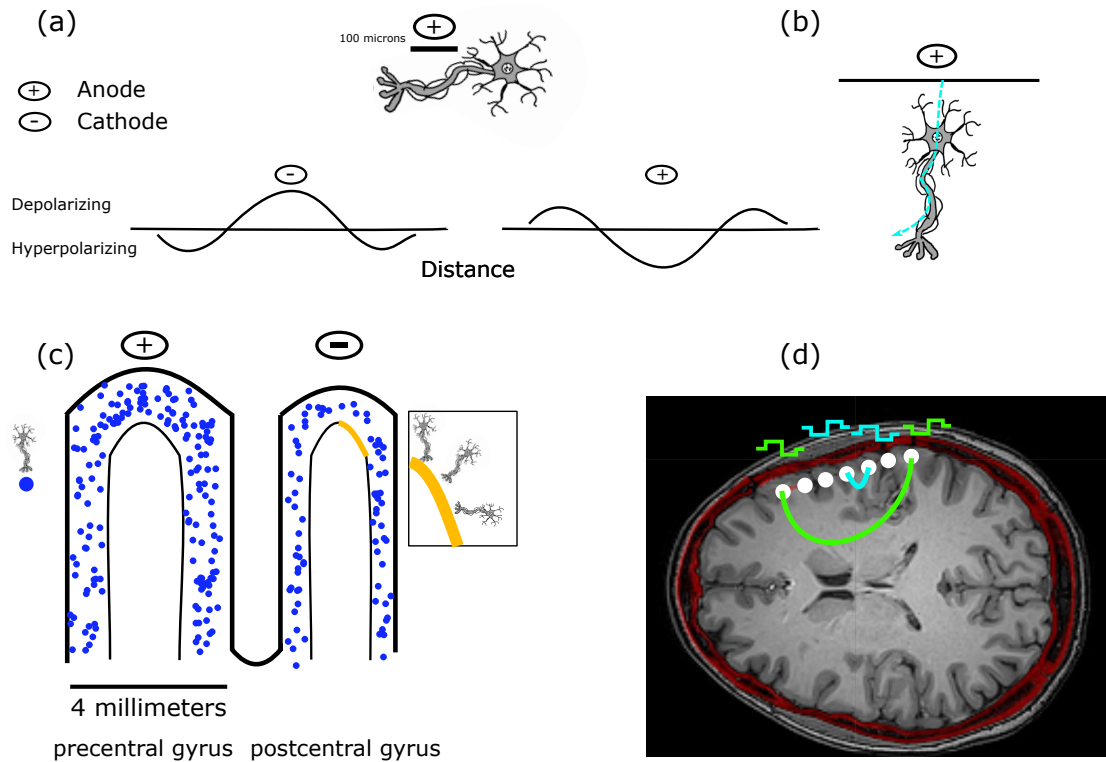 (a)
100 microns
+
(b)
+
+ Anode
- Cathode
-
+
Depolarizing
Hyperpolarizing
Distance
(c)
+
-
(d)
4 millimeters
precentral gyrus
postcentral gyrus